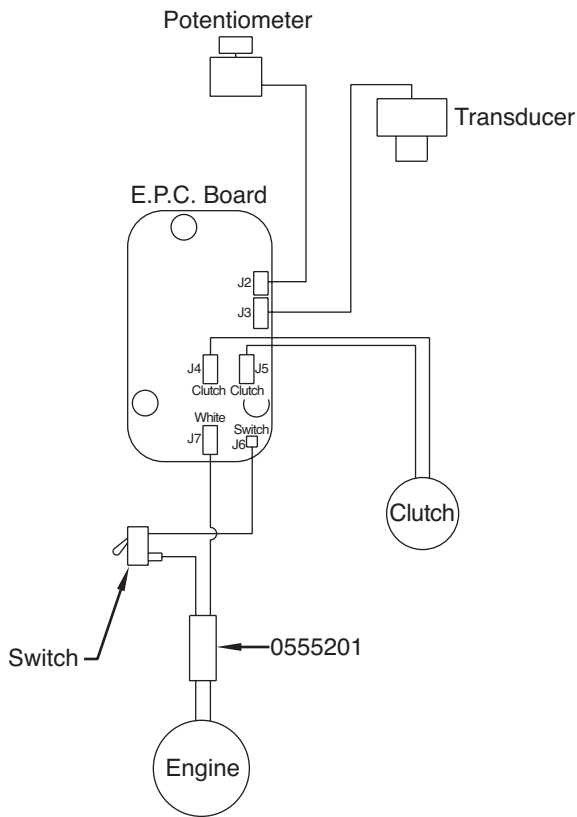 Potentiometer
Transducer
E.P.C. Board
J2
J3
J4
J5
Clutch
Clutch
White
Switch
J7
J6
Clutch
Switch
0555201
Engine